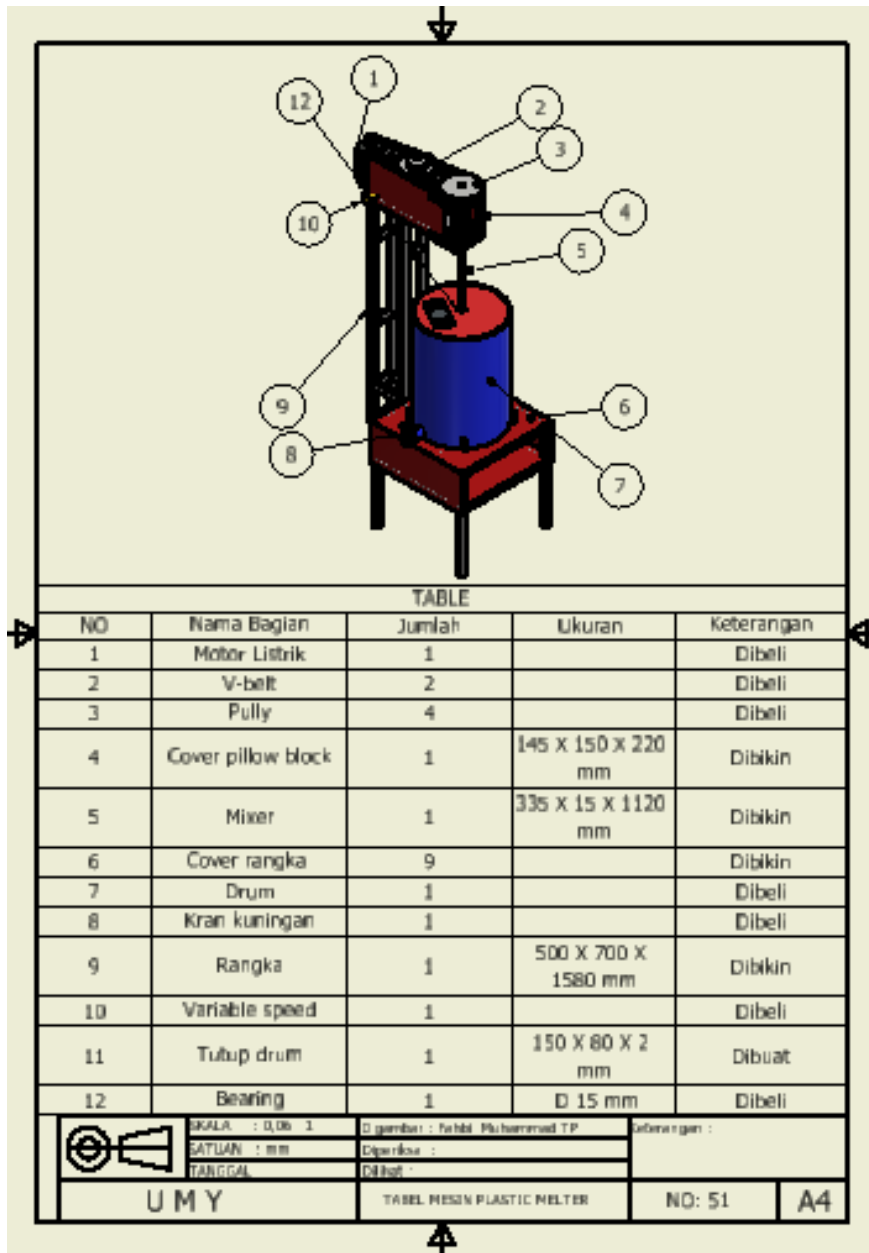 1
12
2
3
10
4
5
9
6
8
7
TABLE
NO Nama Bagian Jumlah Ukuran Keterangan
1 Motor Listrik 1 Dibeli
2 V-belt 2 Dibeli
3 Pully 4 Dibeli
4 Cover pillow block 1 145 X 150 X 220 mm Dibikin
5 Mixer 1 335 X 15 X 1120 mm Dibikin
6 Cover rangka 9 Dibikin
7 Drum 1 Dibeli
8 Kran kuningan 1 Dibeli
9 Rangka 1 500 X 700 X 1580 mm Dibikin
10 Variable speed 1 Dibeli
11 Tutup drum 1 150 X 80 X 2 mm Dibuat
12 Bearing 1 D 15 mm Dibeli
SKALA : 0,06 1 D gambar : Muhammad TP Keterangan :
SATUAN : mm Diperiksa :
TANGGAL Dilihat :
UMY TABEL MESIN PLASTIC MELTER NO: 51 A4